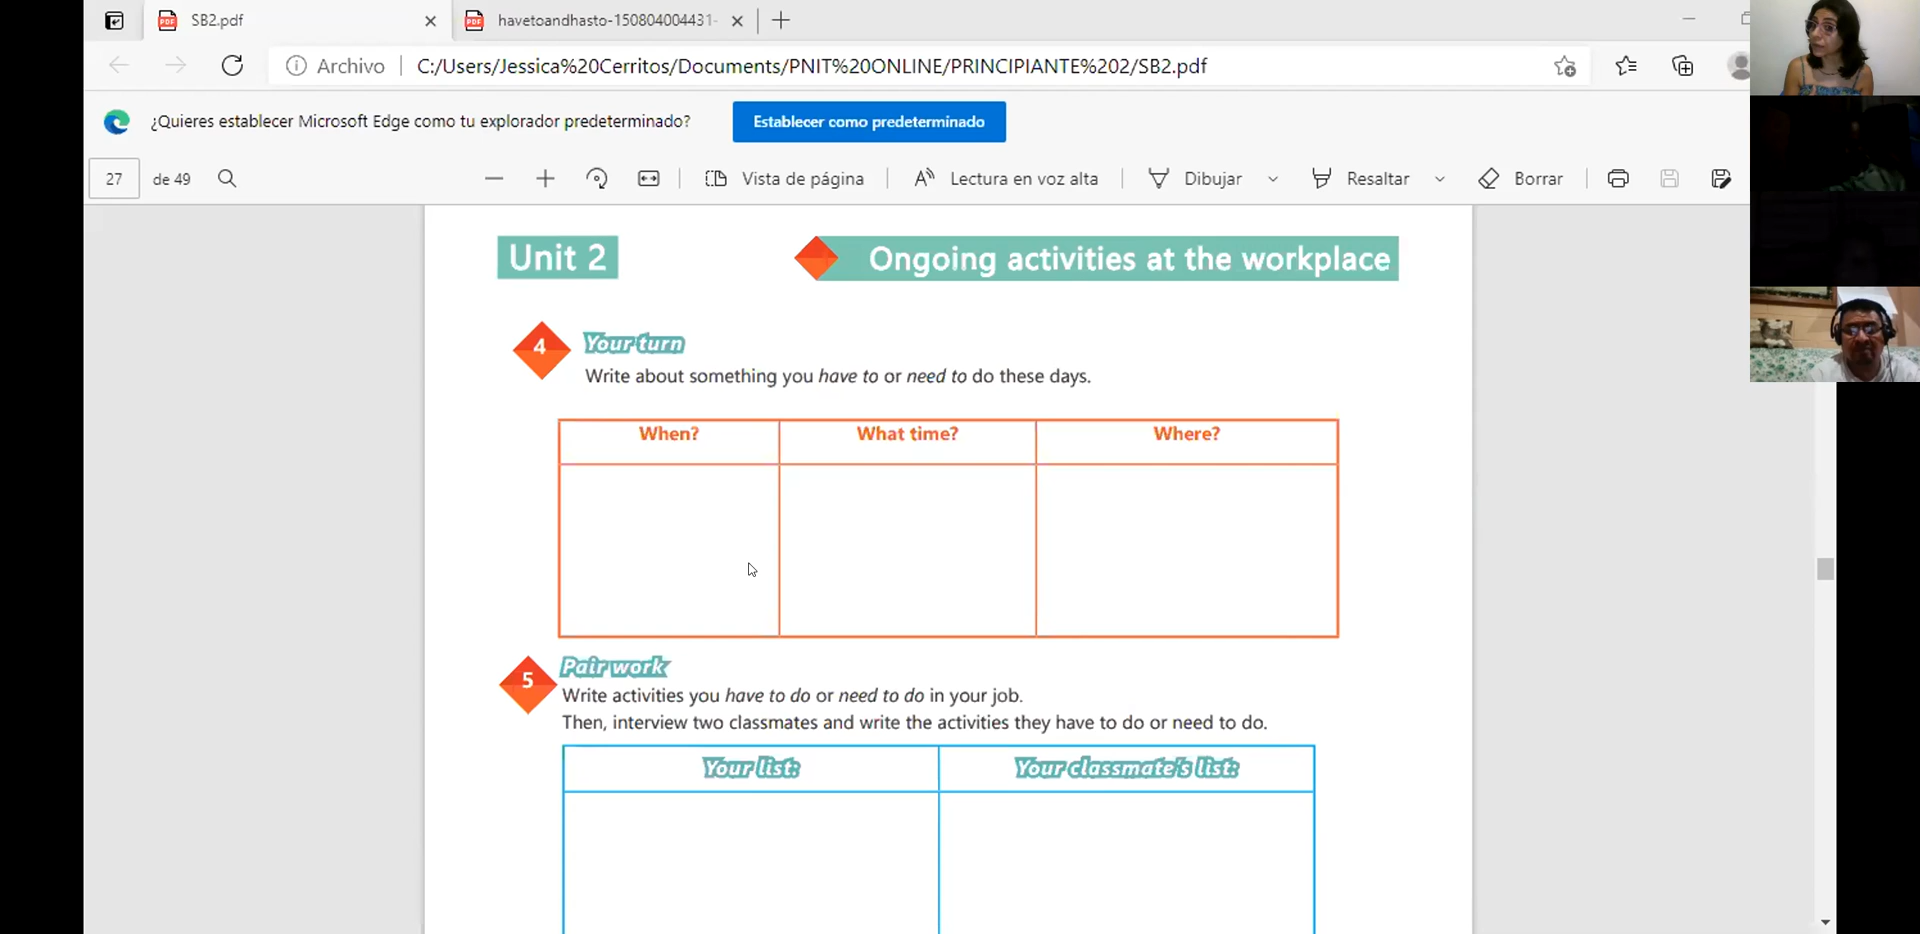 SB2.pdf
havetoandhasto-150804004431-
Archivo
C:/Users/Jessica%20Cerritos/Documents/PNIT%20ONLINE/PRINCIPIANTE%202/SB2.pdf
¿Quieres establecer Microsoft Edge como tu explorador predeterminado?
Establecer como predeterminado
27 de 49
Vista de página
Lectura en voz alta
Dibujar
Resaltar
Borrar
Unit 2
Ongoing activities at the workplace
4
Your turn
Write about something you have to or need to do these days.
When?
What time?
Where?
5
Pair work
Write activities you have to do or need to do in your job.
Then, interview two classmates and write the activities they have to do or need to do.
Your list:
Your classmate's list: